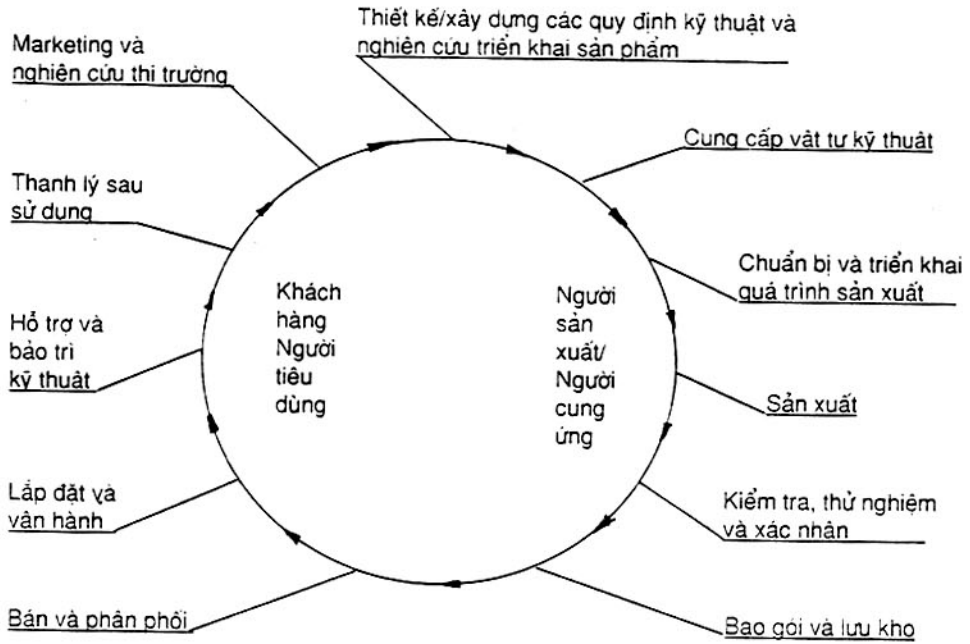 Thiết kế/xây dựng các quy định kỹ thuật và
nghiên cứu triển khai sản phẩm
Marketing và
nghiên cứu thi trường
Cung cấp vật tư kỹ thuật
Thanh lý sau
sử dụng
Chuẩn bị và triển khai
quá trình sản xuất
Khách
hàng
Người
tiêu
dùng
Người
sản
xuất/
Người
cung
ứng
Hỗ trợ và
bảo trì
kỹ thuật
Sản xuất
Lắp đặt và
vận hành
Kiểm tra, thử nghiệm
và xác nhận
Bán và phân phối
Bao gói và lưu kho